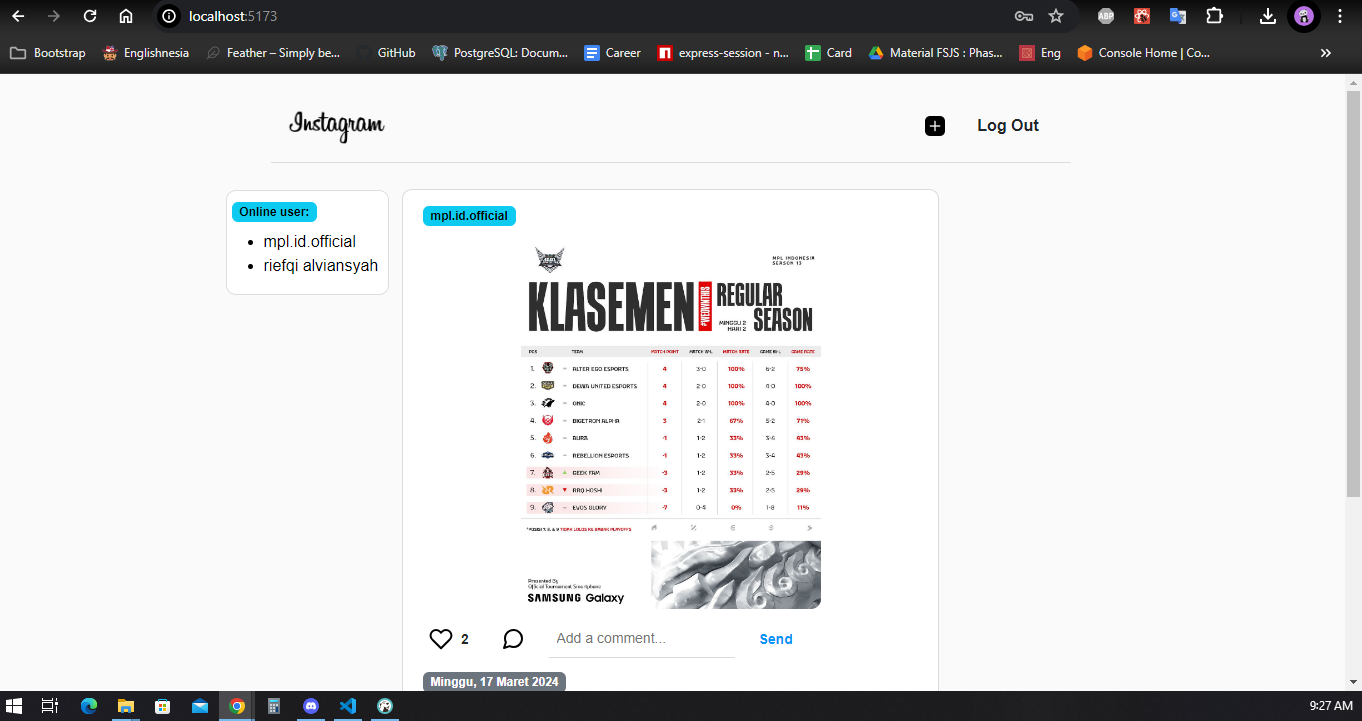 localhost:5173
ABP
Bootstrap Englishnesia Feather – Simply be... GitHub PostgreSQL: Docum... Career express-session - n... Card Material FSJS : Phas... Eng Console Home | Co... »
Instagram
Log Out
Online user:
mpl.id.official
riefqi alviansyah
mpl.id.official
MPL INDONESIA
SEASON 13
KLASEMEN
REGULAR
SEASON
MINGGU 2
HARI 2
POS TEAM MATCH POINT MATCH W-L MATCH RATE GAME W-L GAME RATE
1. ALTER EGO ESPORTS 4 3-0 100% 6-2 75%
2. DEWA UNITED ESPORTS 4 2-0 100% 4-0 100%
3. ONIC 4 2-0 100% 4-0 100%
4. BIGETRON ALPHA 3 2-1 67% 5-2 71%
5. AURA -1 1-2 33% 3-4 43%
6. REBELLION ESPORTS -1 1-2 33% 3-4 43%
7. GEEK FAM -3 1-2 33% 2-5 29%
8. RRQ HOSHI -3 1-2 33% 2-5 29%
9. EVOS GLORY -7 0-4 0% 1-8 11%
Presented By
Official Tournament Smartphone
SAMSUNG Galaxy
2 Add a comment... Send
Minggu, 17 Maret 2024
9:27 AM